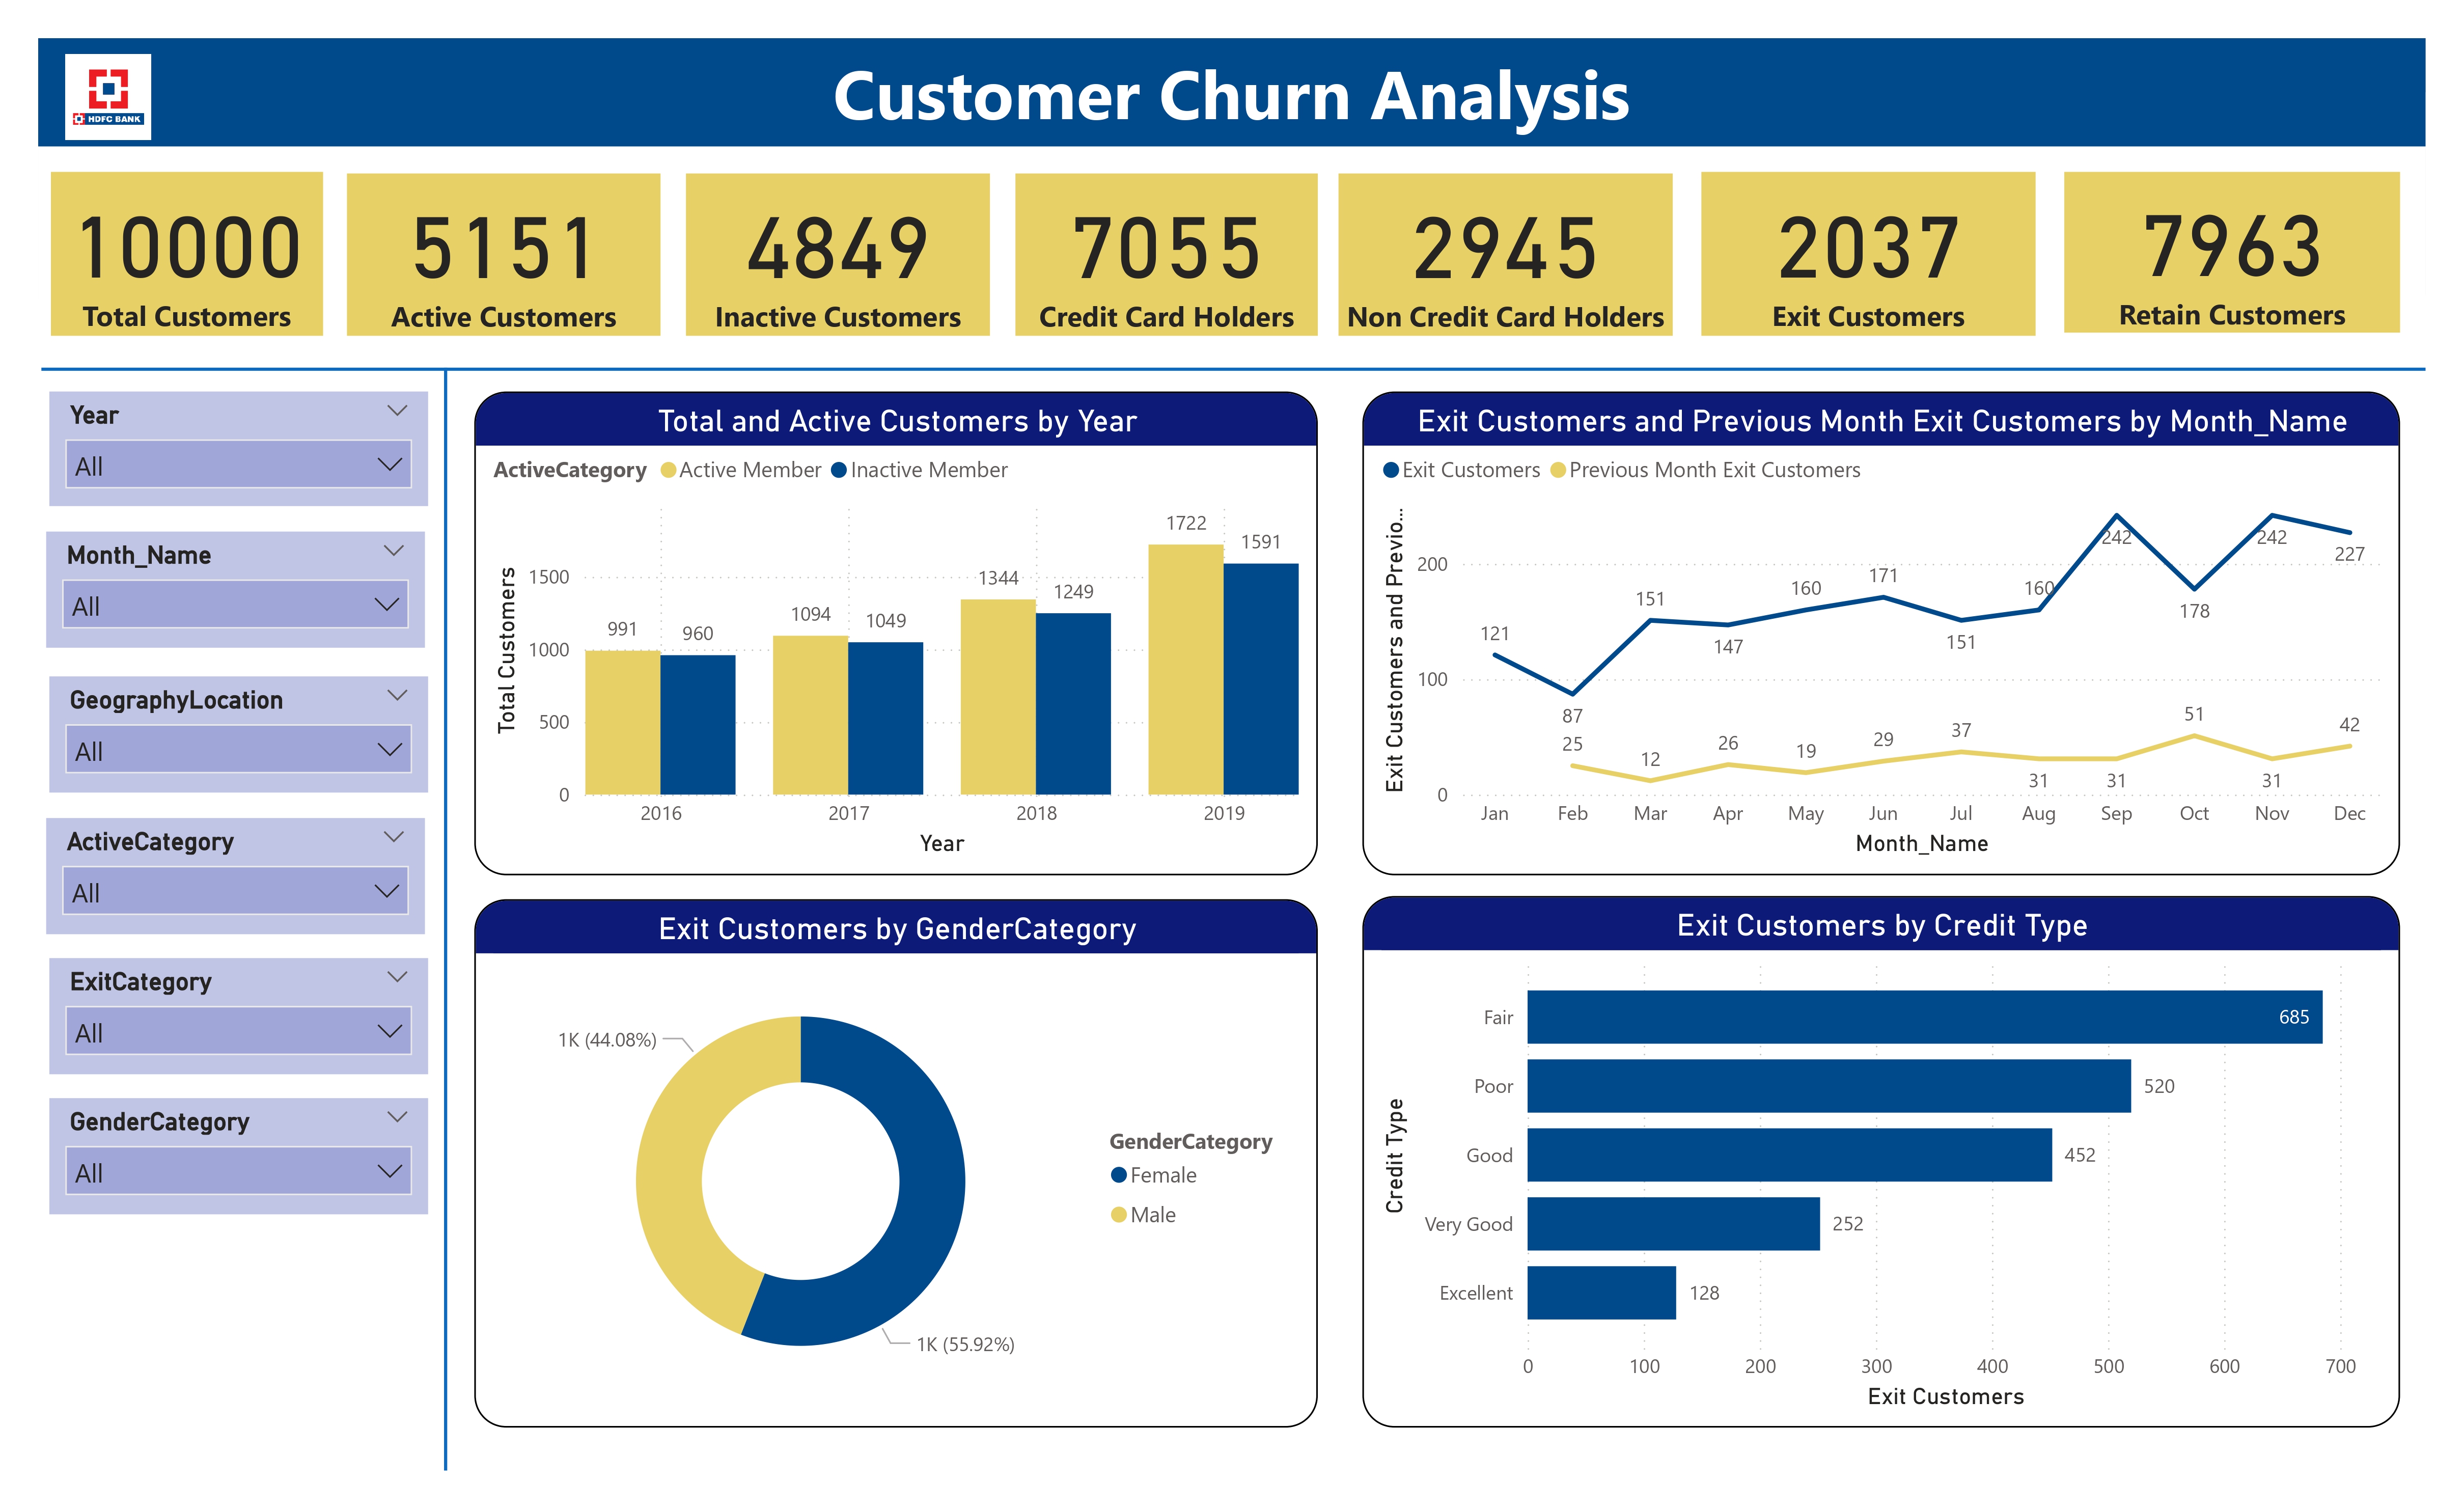 HDFC BANK
Customer Churn Analysis
10000
Total Customers
5151
Active Customers
4849
Inactive Customers
7055
Credit Card Holders
2945
Non Credit Card Holders
2037
Exit Customers
7963
Retain Customers
Year
All
Month_Name
All
GeographyLocation
All
ActiveCategory
All
ExitCategory
All
GenderCategory
All
Total and Active Customers by Year
ActiveCategory Active Member Inactive Member
Total Customers
1500
1000
500
0
991 960 1094 1049 1344 1249 1722 1591
2016 2017 2018 2019
Year
Exit Customers and Previous Month Exit Customers by Month_Name
Exit Customers Previous Month Exit Customers
Exit Customers and Previo...
200
100
0
121 87 151 147 160 171 151 160 242 178 242 227
25 12 26 19 29 37 31 31 51 31 42
Jan Feb Mar Apr May Jun Jul Aug Sep Oct Nov Dec
Month_Name
Exit Customers by GenderCategory
1K (44.08%)
1K (55.92%)
GenderCategory
Female
Male
Exit Customers by Credit Type
Credit Type
Fair 685
Poor 520
Good 452
Very Good 252
Excellent 128
0 100 200 300 400 500 600 700
Exit Customers